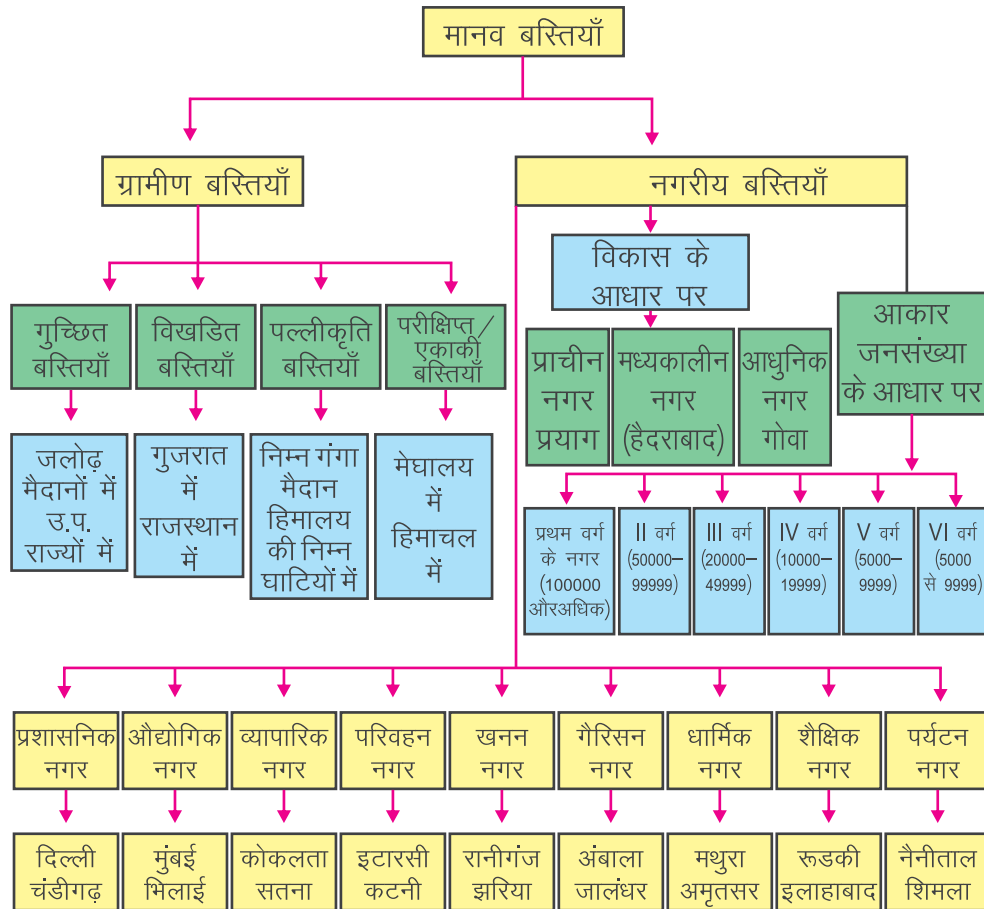 मानव बस्तियाँ
ग्रामीण बस्तियाँ
नगरीय बस्तियाँ
विकास के
आधार पर
गुच्छित
बस्तियाँ
विखडित
बस्तियाँ
पल्लीकृति
बस्तियाँ
परीक्षिप्त/
एकाकी
बस्तियाँ
प्राचीन
नगर
प्रयाग
मध्यकालीन
नगर
(हैदराबाद)
आधुनिक
नगर
गोवा
आकार
जनसंख्या
के आधार पर
जलोढ़
मैदानों में
उ.प.
राज्यों में
गुजरात
में
राजस्थान
में
निम्न गंगा
मैदान
हिमालय
की निम्न
घाटियों में
मेघालय
में
हिमाचल
में
प्रथम वर्ग
के नगर
(100000
औरअधिक)
II वर्ग
(50000–
99999)
III वर्ग
(20000–
49999)
IV वर्ग
(10000–
19999)
V वर्ग
(5000–
9999)
VI वर्ग
(5000
से 9999)
प्रशासनिक
नगर
औद्योगिक
नगर
व्यापारिक
नगर
परिवहन
नगर
खनन
नगर
गैरिसन
नगर
धार्मिक
नगर
शैक्षिक
नगर
पर्यटन
नगर
दिल्ली
चंडीगढ़
मुंबई
भिलाई
कोकलता
सतना
इटारसी
कटनी
रानीगंज
झरिया
अंबाला
जालंधर
मथुरा
अमृतसर
रूडकी
इलाहाबाद
नैनीताल
शिमला